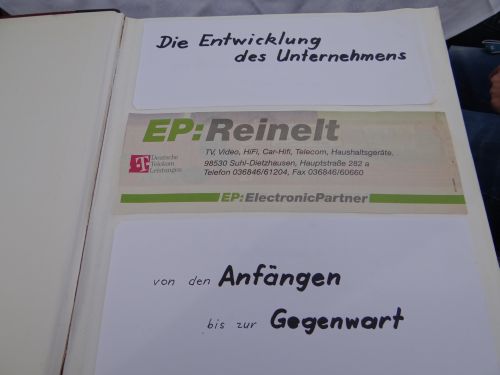 Die Entwicklung
des Unternehmens
EP:Reinelt
TV, Video, HiFi, Car-Hifi, Telecom, Haushaltsgeräte,
Deutsche
Telekom
Leistungen
98530 Suhl-Dietzhausen, Hauptstraße 282 a
Telefon 036846/61204, Fax 036846/60660
EP:ElectronicPartner
von den Anfängen
bis zur Gegenwart